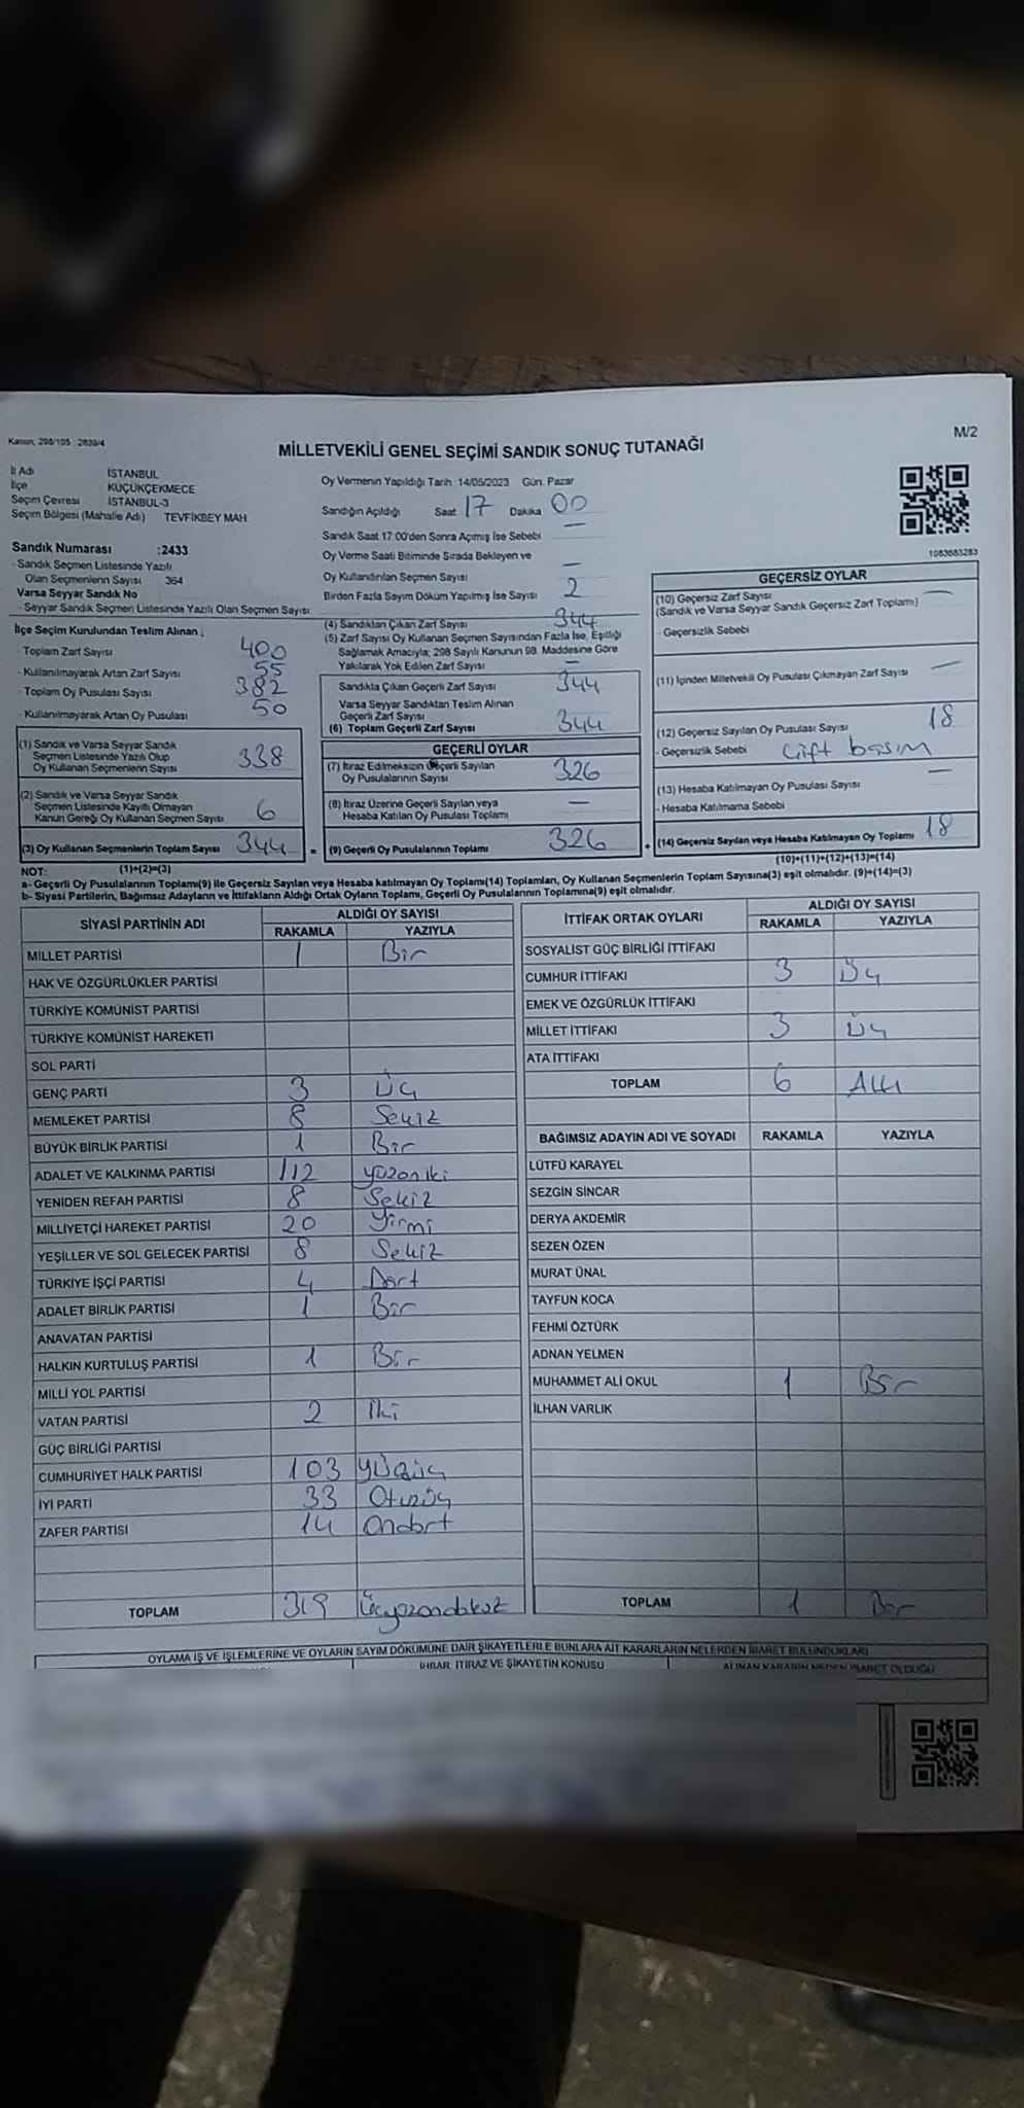 Kanun, 298/105 : 2839/4
M/2
MİLLETVEKİLİ GENEL SEÇİMİ SANDIK SONUÇ TUTANAĞI
İl Adı İSTANBUL
İlçe KÜÇÜKÇEKMECE
Seçim Çevresi İSTANBUL-3
Seçim Bölgesi (Mahalle Adı) TEVFİKBEY MAH
Sandık Numarası :2433
- Sandık Seçmen Listesinde Yazılı
Olan Seçmenlerin Sayısı 364
Varsa Seyyar Sandık No
- Seyyar Sandık Seçmen Listesinde Yazılı Olan Seçmen Sayısı:
Oy Vermenin Yapıldığı Tarih :14/05/2023 Gün: Pazar
Sandığın Açıldığı Saat 17 Dakika 00
Sandık Saat 17.00'den Sonra Açmış İse Sebebi —
Oy Verme Saati Bitiminde Sırada Bekleyen ve
Oy Kullandırılan Seçmen Sayısı —
Birden Fazla Sayım Döküm Yapılmış İse Sayısı 2
1083683283
İlçe Seçim Kurulundan Teslim Alınan ;
- Toplam Zarf Sayısı 400
- Kullanılmayarak Artan Zarf Sayısı 55
- Toplam Oy Pusulası Sayısı 382
- Kullanılmayarak Artan Oy Pusulası 50
(1) Sandık ve Varsa Seyyar Sandık
Seçmen Listesinde Yazılı Olup
Oy Kullanan Seçmenlerin Sayısı 338
(2) Sandık ve Varsa Seyyar Sandık
Seçmen Listesinde Kayıtlı Olmayan
Kanun Gereği Oy Kullanan Seçmen Sayısı 6
(3) Oy Kullanan Seçmenlerin Toplam Sayısı 344
(1)+(2)=(3)
(4) Sandıktan Çıkan Zarf Sayısı 344
(5) Zarf Sayısı Oy Kullanan Seçmen Sayısından Fazla İse, Eşitliği
Sağlamak Amacıyla; 298 Sayılı Kanunun 98. Maddesine Göre
Yakılarak Yok Edilen Zarf Sayısı —
Sandıkta Çıkan Geçerli Zarf Sayısı 344
Varsa Seyyar Sandıktan Teslim Alınan
Geçerli Zarf Sayısı
(6) Toplam Geçerli Zarf Sayısı 344
GEÇERLİ OYLAR
(7) İtiraz Edilmeksizin Geçerli Sayılan
Oy Pusulalarının Sayısı 326
(8) İtiraz Üzerine Geçerli Sayılan veya
Hesaba Katılan Oy Pusulası Toplamı —
= (9) Geçerli Oy Pusulalarının Toplamı 326
GEÇERSİZ OYLAR
(10) Geçersiz Zarf Sayısı —
(Sandık ve Varsa Seyyar Sandık Geçersiz Zarf Toplamı)
- Geçersizlik Sebebi
(11) İçinden Milletvekili Oy Pusulası Çıkmayan Zarf Sayısı —
(12) Geçersiz Sayılan Oy Pusulası Sayısı 18
- Geçersizlik Sebebi çift basım
(13) Hesaba Katılmayan Oy Pusulası Sayısı —
- Hesaba Katılmama Sebebi
+ (14) Geçersiz Sayılan veya Hesaba Katılmayan Oy Toplamı 18
(10)+(11)+(12)+(13)=(14)
NOT:
a- Geçerli Oy Pusulalarının Toplamı(9) ile Geçersiz Sayılan veya Hesaba katılmayan Oy Toplamı(14) Toplamları, Oy Kullanan Seçmenlerin Toplam Sayısına(3) eşit olmalıdır. (9)+(14)=(3)
b- Siyasi Partilerin, Bağımsız Adayların ve İttifakların Aldığı Ortak Oyların Toplamı, Geçerli Oy Pusulalarının Toplamına(9) eşit olmalıdır.
SİYASİ PARTİNİN ADI ALDIĞI OY SAYISI
RAKAMLA YAZIYLA
MİLLET PARTİSİ 1 Bir
HAK VE ÖZGÜRLÜKLER PARTİSİ
TÜRKİYE KOMÜNİST PARTİSİ
TÜRKİYE KOMÜNİST HAREKETİ
SOL PARTİ
GENÇ PARTİ 3 Üç
MEMLEKET PARTİSİ 8 Sekiz
BÜYÜK BİRLİK PARTİSİ 1 Bir
ADALET VE KALKINMA PARTİSİ 112 yüzoniki
YENİDEN REFAH PARTİSİ 8 Sekiz
MİLLİYETÇİ HAREKET PARTİSİ 20 Yirmi
YEŞİLLER VE SOL GELECEK PARTİSİ 8 Sekiz
TÜRKİYE İŞÇİ PARTİSİ 4 Dört
ADALET BİRLİK PARTİSİ 1 Bir
ANAVATAN PARTİSİ
HALKIN KURTULUŞ PARTİSİ 1 Bir
MİLLİ YOL PARTİSİ
VATAN PARTİSİ 2 İki
GÜÇ BİRLİĞİ PARTİSİ
CUMHURİYET HALK PARTİSİ 103 yüzüç
İYİ PARTİ 33 Otuzüç
ZAFER PARTİSİ 14 Ondört
TOPLAM 319 Üçyüzondokuz
İTTİFAK ORTAK OYLARI ALDIĞI OY SAYISI
RAKAMLA YAZIYLA
SOSYALİST GÜÇ BİRLİĞİ İTTİFAKI
CUMHUR İTTİFAKI 3 Üç
EMEK VE ÖZGÜRLÜK İTTİFAKI
MİLLET İTTİFAKI 3 Üç
ATA İTTİFAKI
TOPLAM 6 Altı
BAĞIMSIZ ADAYIN ADI VE SOYADI RAKAMLA YAZIYLA
LÜTFÜ KARAYEL
SEZGİN SİNCAR
DERYA AKDEMİR
SEZEN ÖZEN
MURAT ÜNAL
TAYFUN KOCA
FEHMİ ÖZTÜRK
ADNAN YELMEN
MUHAMMET ALİ OKUL 1 Bir
İLHAN VARLIK
TOPLAM 1 Bir
OYLAMA İŞ VE İŞLEMLERİNE VE OYLARIN SAYIM DÖKÜMÜNE DAİR ŞİKAYETLERLE BUNLARA AİT KARARLARIN NELERDEN İBARET BULUNDUKLARI
İHBAR, İTİRAZ VE ŞİKAYETİN KONUSU
ALINAN KARARIN NEDEN İBARET OLDUĞU